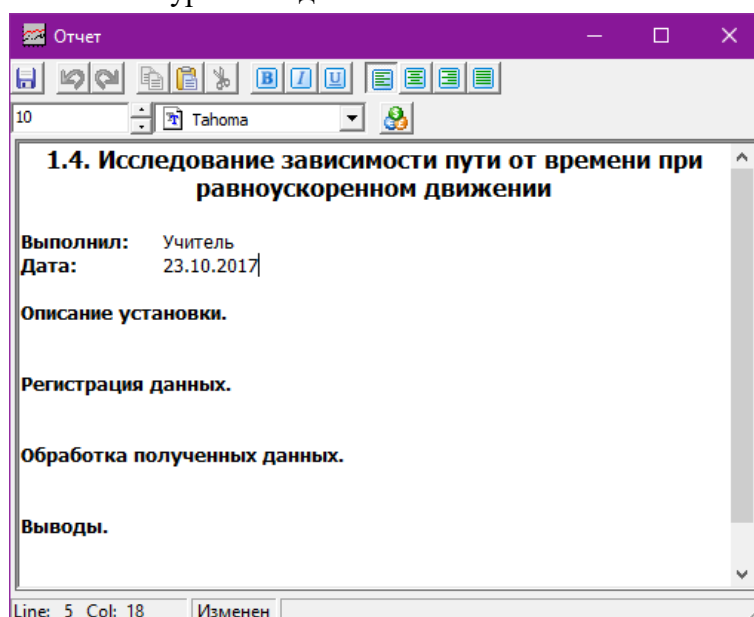 Отчет
B I U
10 Tahoma
1.4. Исследование зависимости пути от времени при
равноускоренном движении
Выполнил: Учитель
Дата: 23.10.2017
Описание установки.
Регистрация данных.
Обработка полученных данных.
Выводы.
Line: 5 Col: 18 Изменен